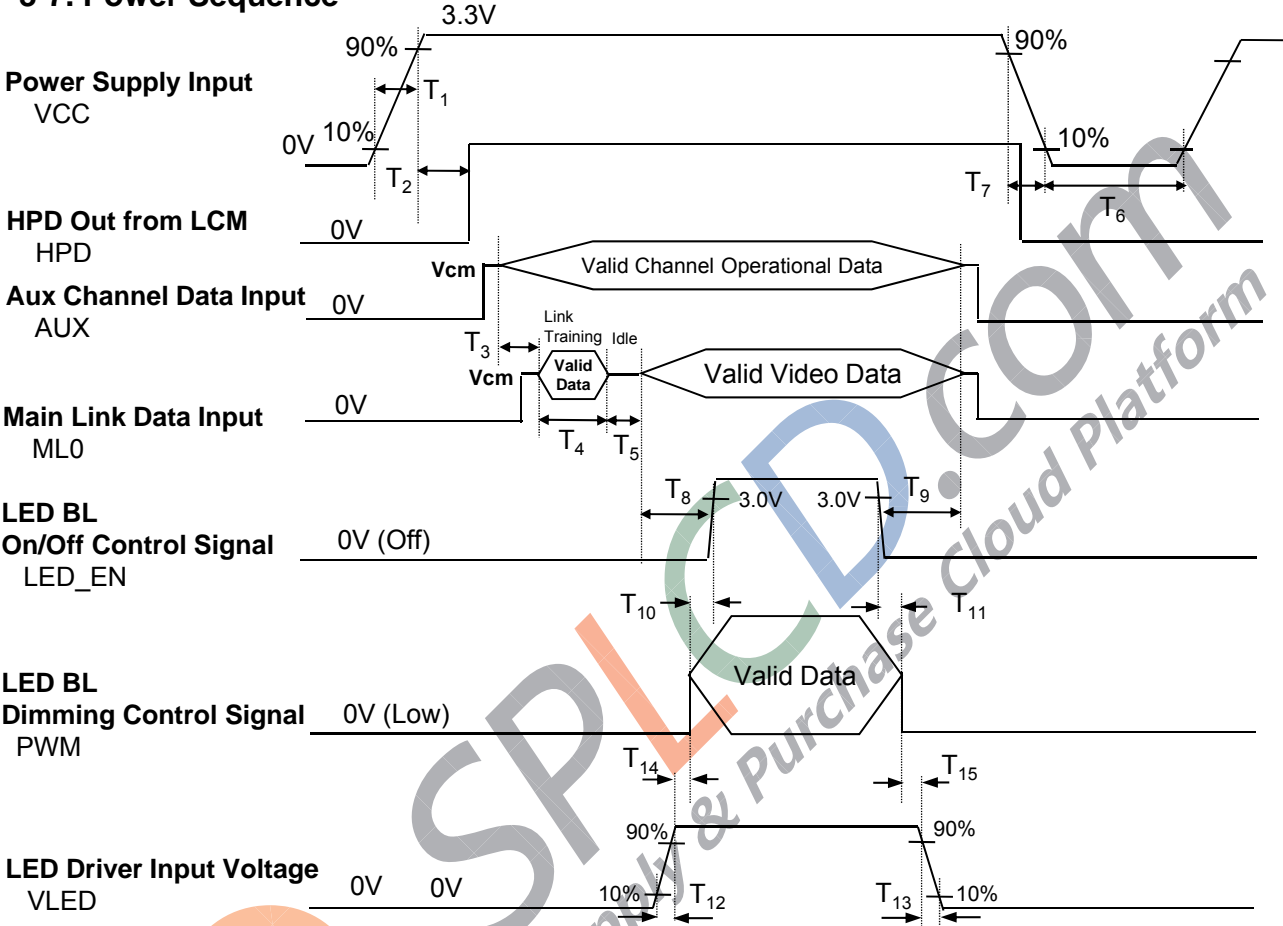 3-7. Power Sequence
3.3V
90%
90%
Power Supply Input
VCC
T1
0V
10%
10%
T2
T7
T6
HPD Out from LCM
HPD
0V
Vcm
Valid Channel Operational Data
Aux Channel Data Input
AUX
0V
Link
Training
Idle
T3
Vcm
Valid
Data
Valid Video Data
Main Link Data Input
ML0
0V
T4
T5
T8
3.0V
3.0V
T9
LED BL
On/Off Control Signal
LED_EN
0V (Off)
T10
T11
Valid Data
LED BL
Dimming Control Signal
PWM
0V (Low)
T14
T15
90%
90%
LED Driver Input Voltage
VLED
0V
0V
10%
T12
T13
10%
SPLCD.com
Supply & Purchase Cloud Platform